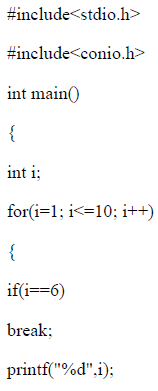 #include<stdio.h>
#include<conio.h>
int main()
{
int i;
for(i=1; i<=10; i++)
{
if(i==6)
break;
printf("%d",i);